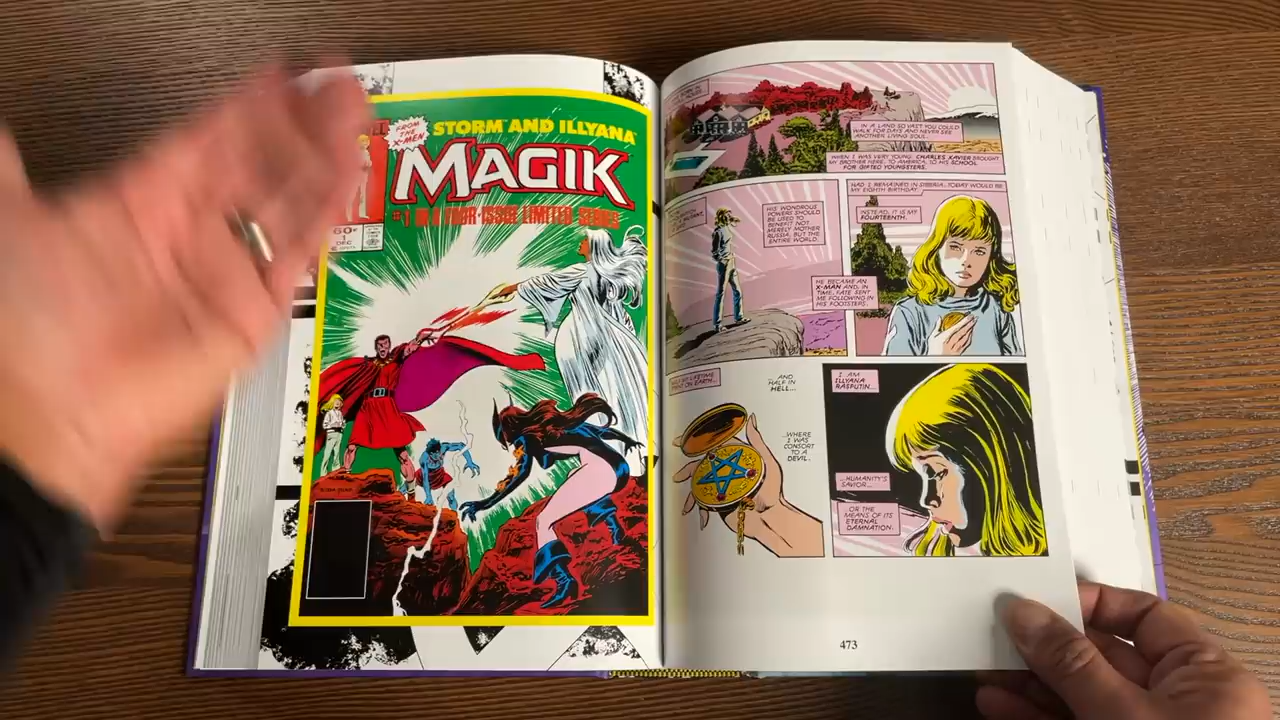 FROM
THE
X-MEN
STORM AND ILLYANA
MAGIK
#1 IN A FOUR-ISSUE LIMITED SERIES
60¢
DEC
IN A LAND SO VAST YOU COULD
WALK FOR DAYS AND NEVER SEE
ANOTHER LIVING SOUL.
WHEN I WAS VERY YOUNG, CHARLES XAVIER BROUGHT
MY BROTHER HERE, TO AMERICA, TO HIS SCHOOL
FOR GIFTED YOUNGSTERS.
HIS WONDROUS
POWERS SHOULD
BE USED TO
BENEFIT NOT
MERELY MOTHER
RUSSIA, BUT THE
ENTIRE WORLD.
HE BECAME AN
X-MAN AND, IN
TIME, FATE SENT
ME FOLLOWING IN
HIS FOOTSTEPS.
HAD I REMAINED IN SIBERIA, TODAY WOULD BE
MY EIGHTH BIRTHDAY.
INSTEAD, IT IS MY
FOURTEENTH.
LIFETIME
SPENT ON EARTH...
...AND
HALF IN
HELL...
...WHERE
I WAS
CONSORT
TO A
DEVIL.
I AM
ILLYANA
RASPUTIN...
...HUMANITY'S
SAVIOR...
...OR THE
MEANS OF ITS
ETERNAL
DAMNATION.
473